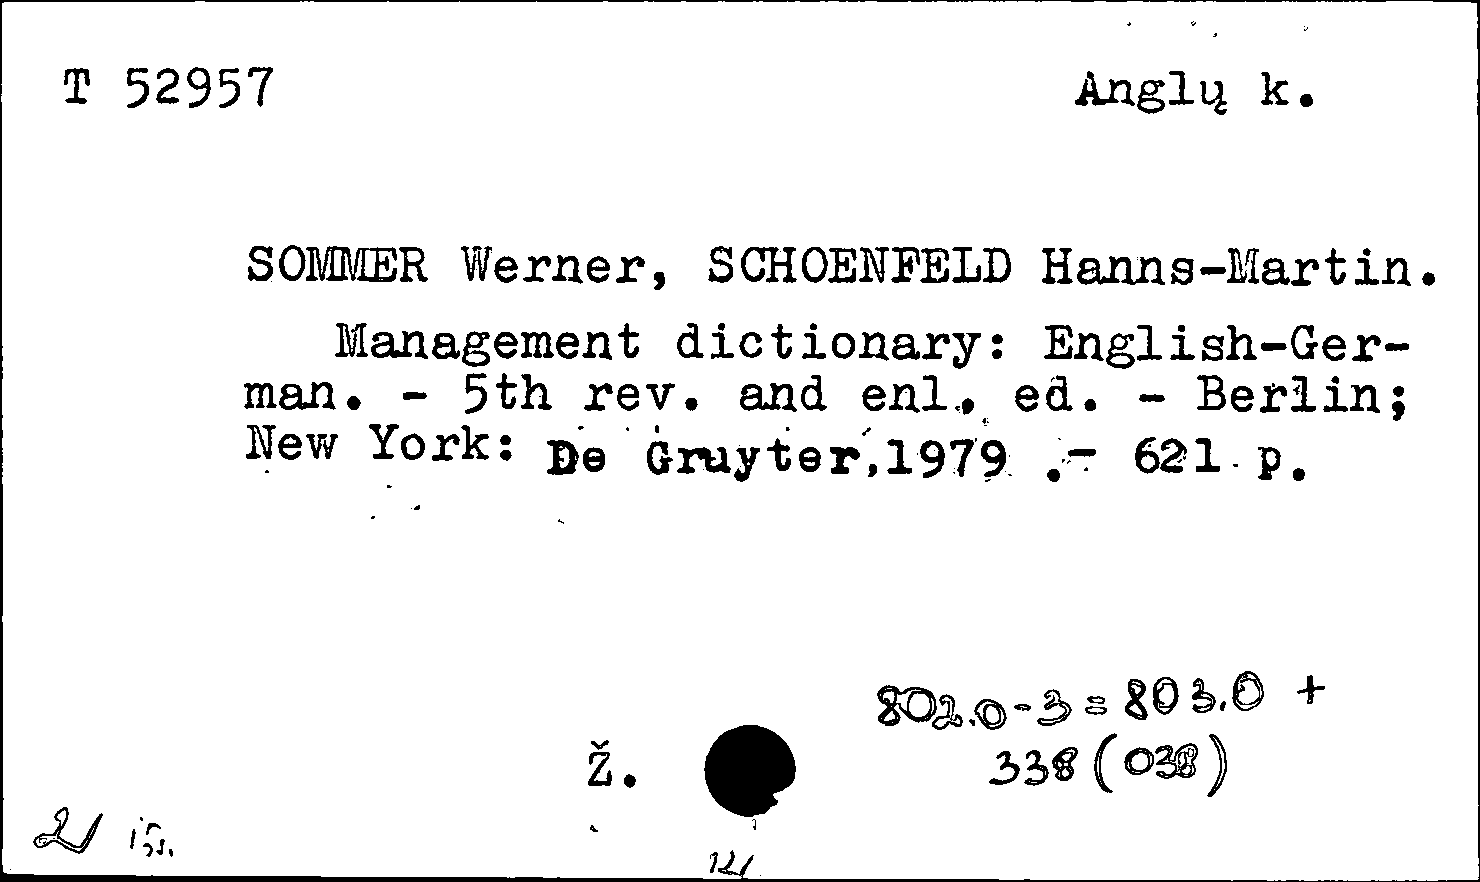 T 52957 Anglų k.
SOMMER Werner, SCHOENFELD Hanns-Martin.
Management dictionary: English-Ger-
man. - 5th rev. and enl. ed. - Berlin;
New York: De Gruyter,1979 .- 621 p.
802.0-3=803.0 +
338(038)
Ž.